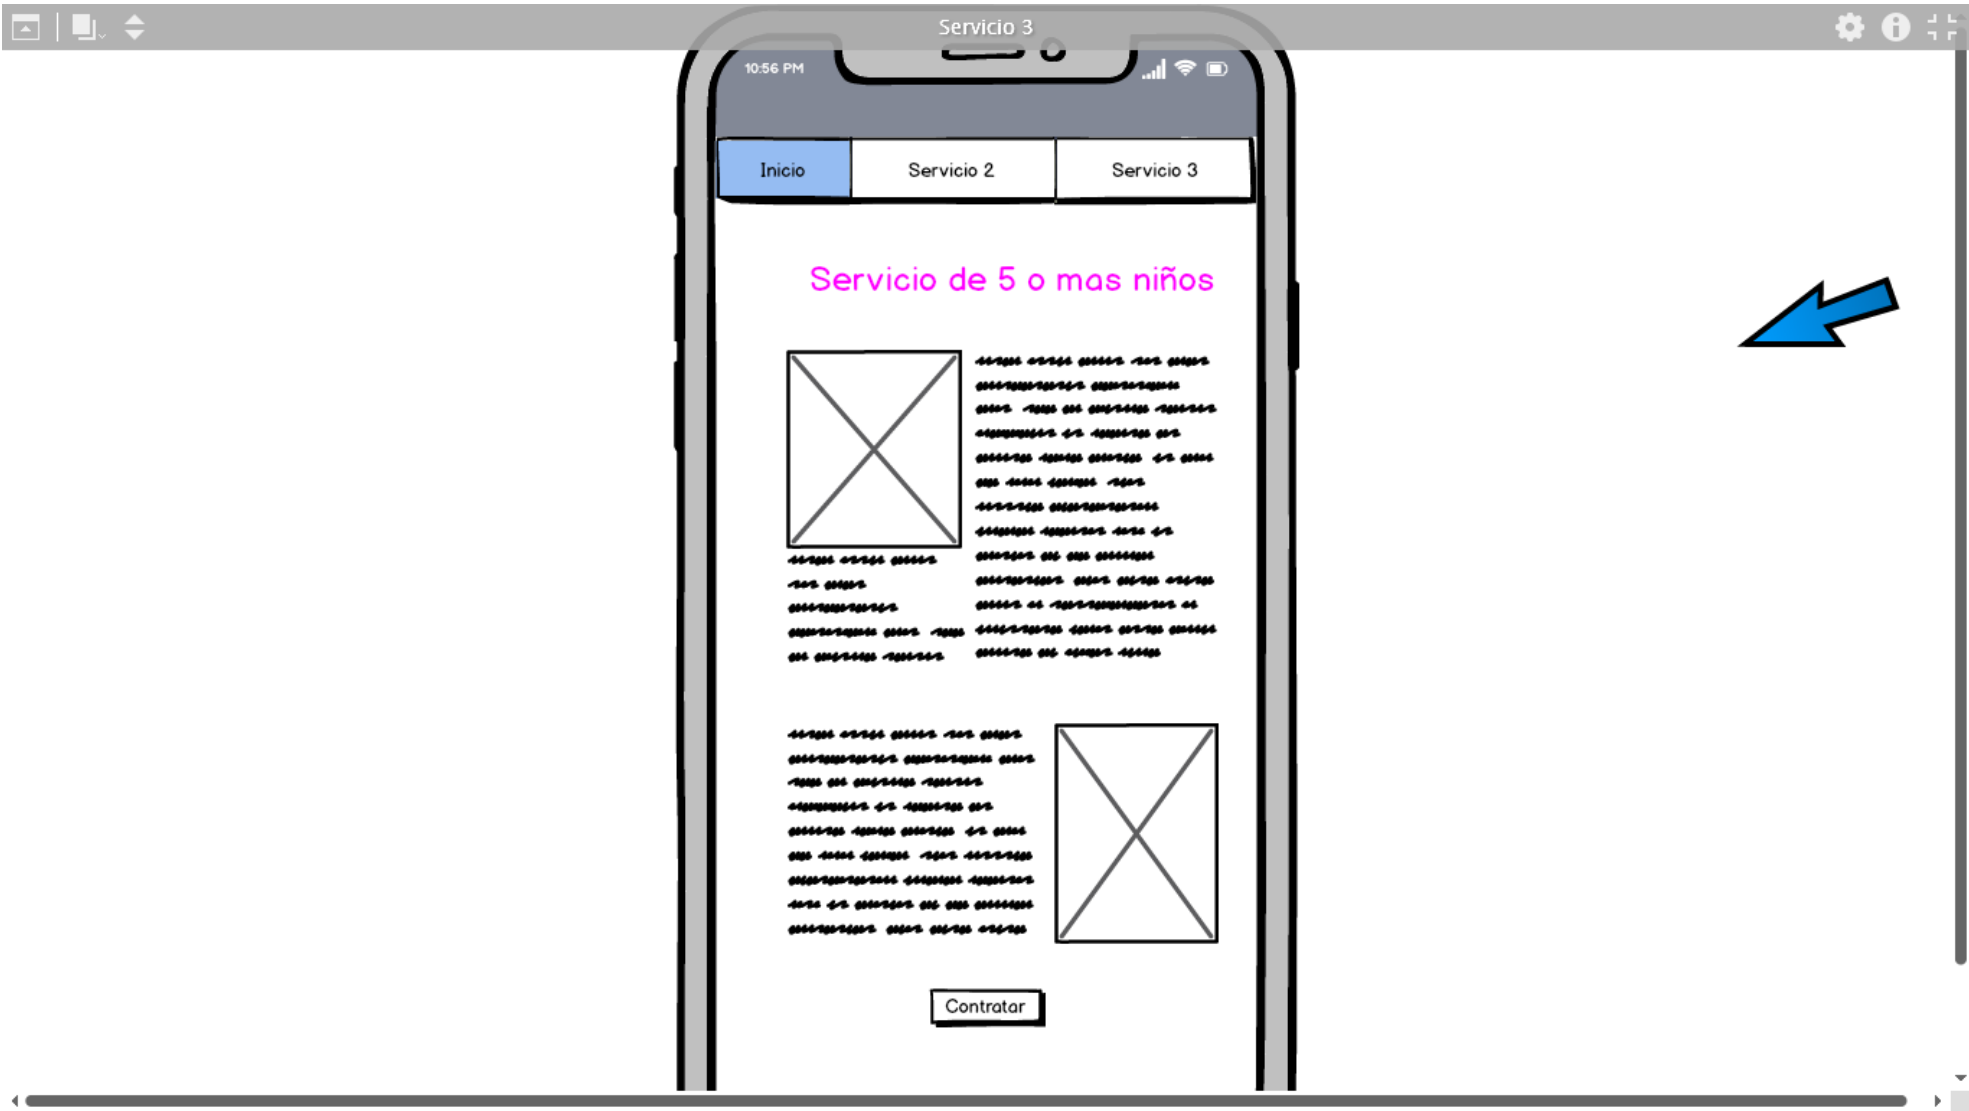 Servicio 3
10:56 PM
Inicio Servicio 2 Servicio 3
Servicio de 5 o mas niños
Contratar